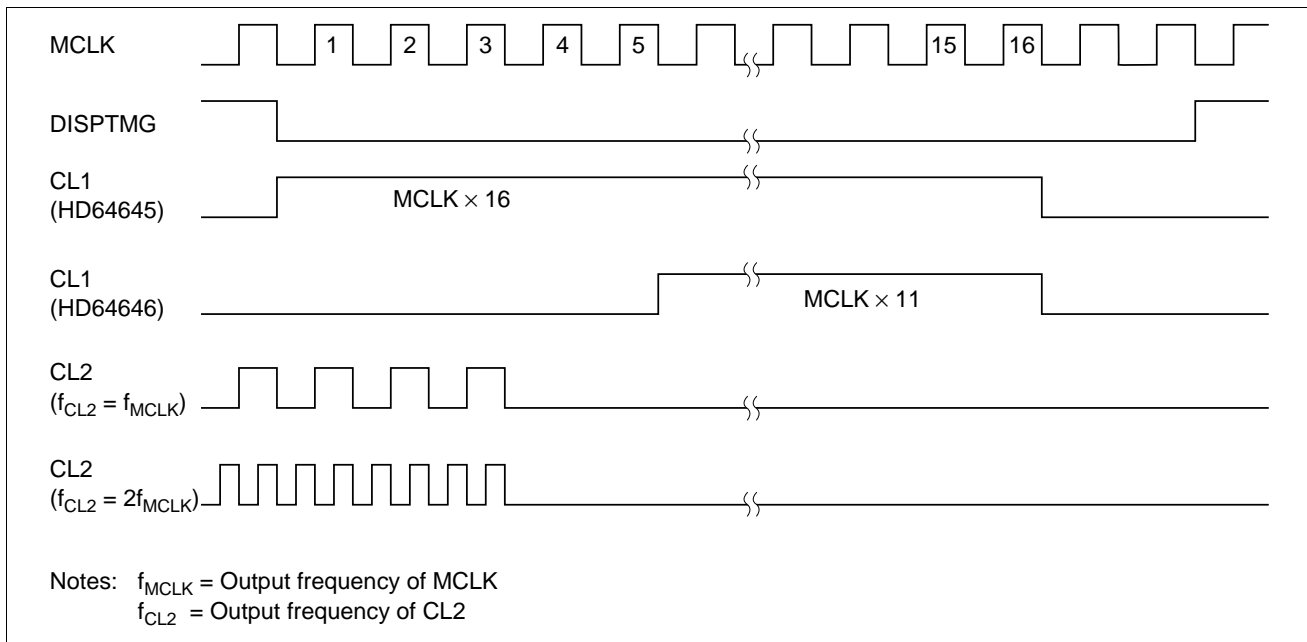 MCLK 1 2 3 4 5 15 16
DISPTMG
CL1
(HD64645)
MCLK × 16
CL1
(HD64646)
MCLK × 11
CL2
(fCL2 = fMCLK)
CL2
(fCL2 = 2fMCLK)
Notes: fMCLK = Output frequency of MCLK
fCL2 = Output frequency of CL2